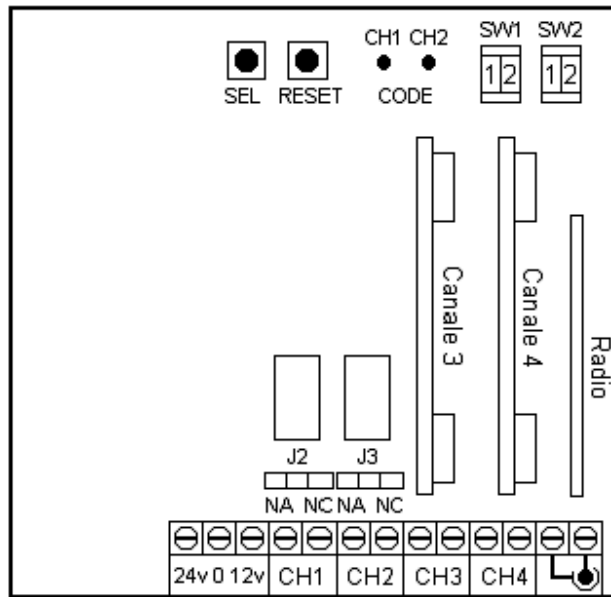 CH1 CH2 SW1 SW2
1 2 1 2
SEL RESET CODE
Canale 3
Canale 4
Radio
J2 J3
NA NC NA NC
24v 0 12v CH1 CH2 CH3 CH4